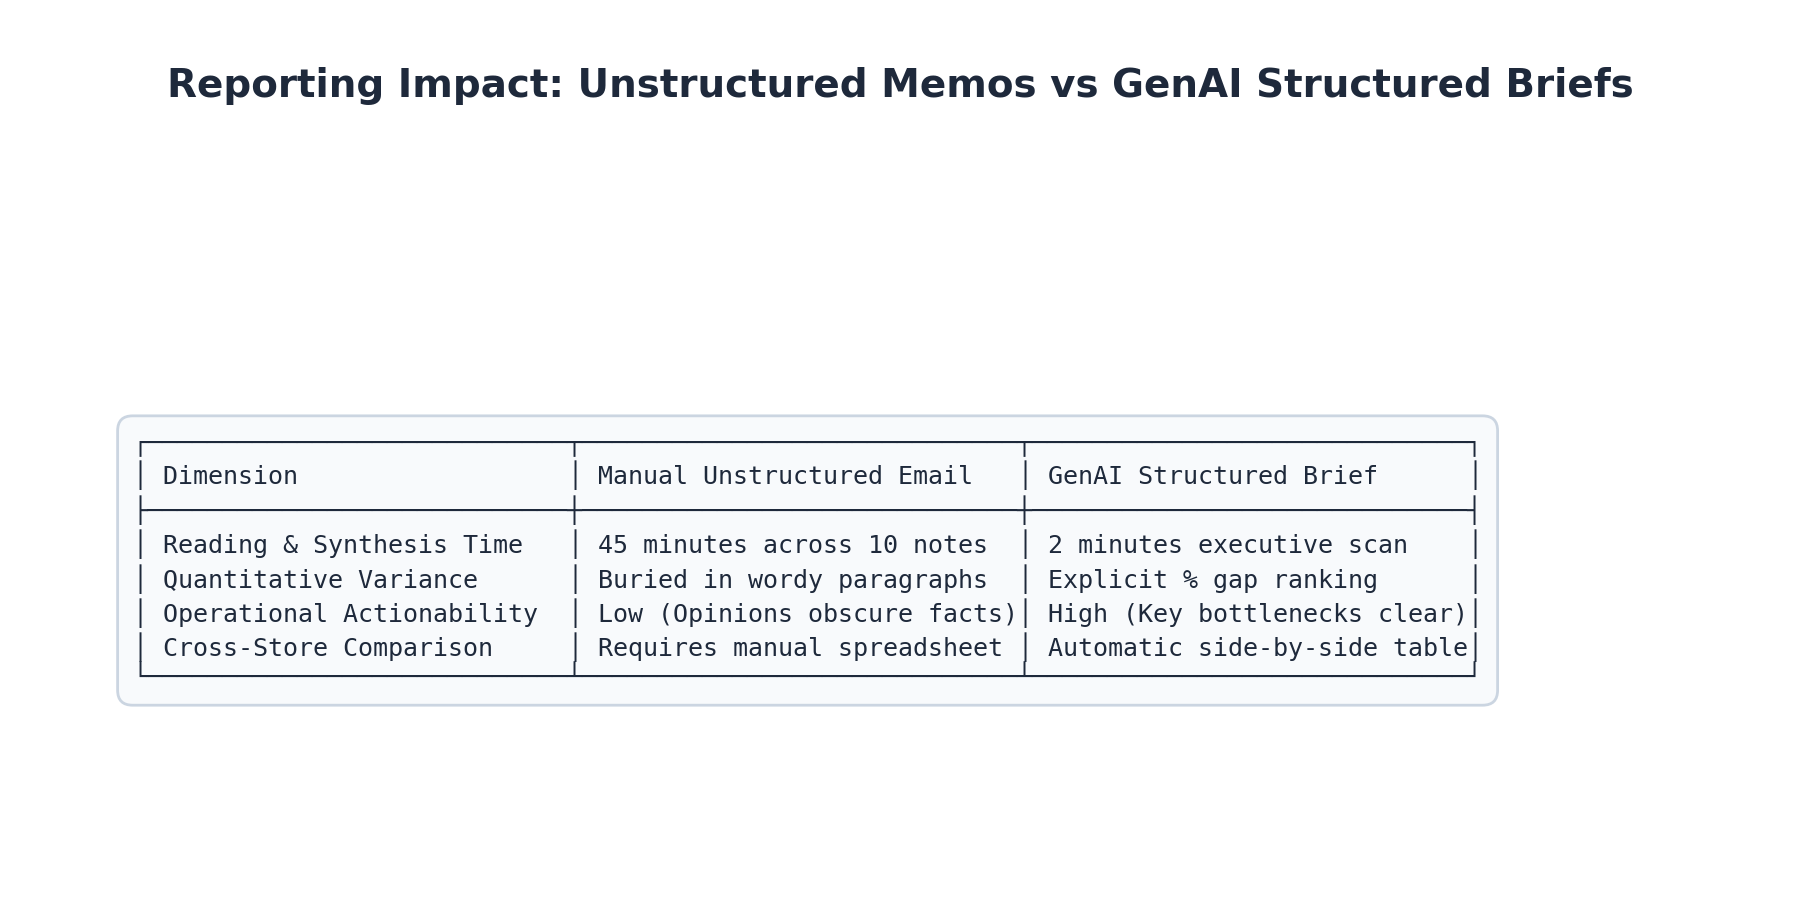 Reporting Impact: Unstructured Memos vs GenAI Structured Briefs
Dimension | Manual Unstructured Email | GenAI Structured Brief
Reading & Synthesis Time | 45 minutes across 10 notes | 2 minutes executive scan
Quantitative Variance | Buried in wordy paragraphs | Explicit % gap ranking
Operational Actionability | Low (Opinions obscure facts) | High (Key bottlenecks clear)
Cross-Store Comparison | Requires manual spreadsheet | Automatic side-by-side table